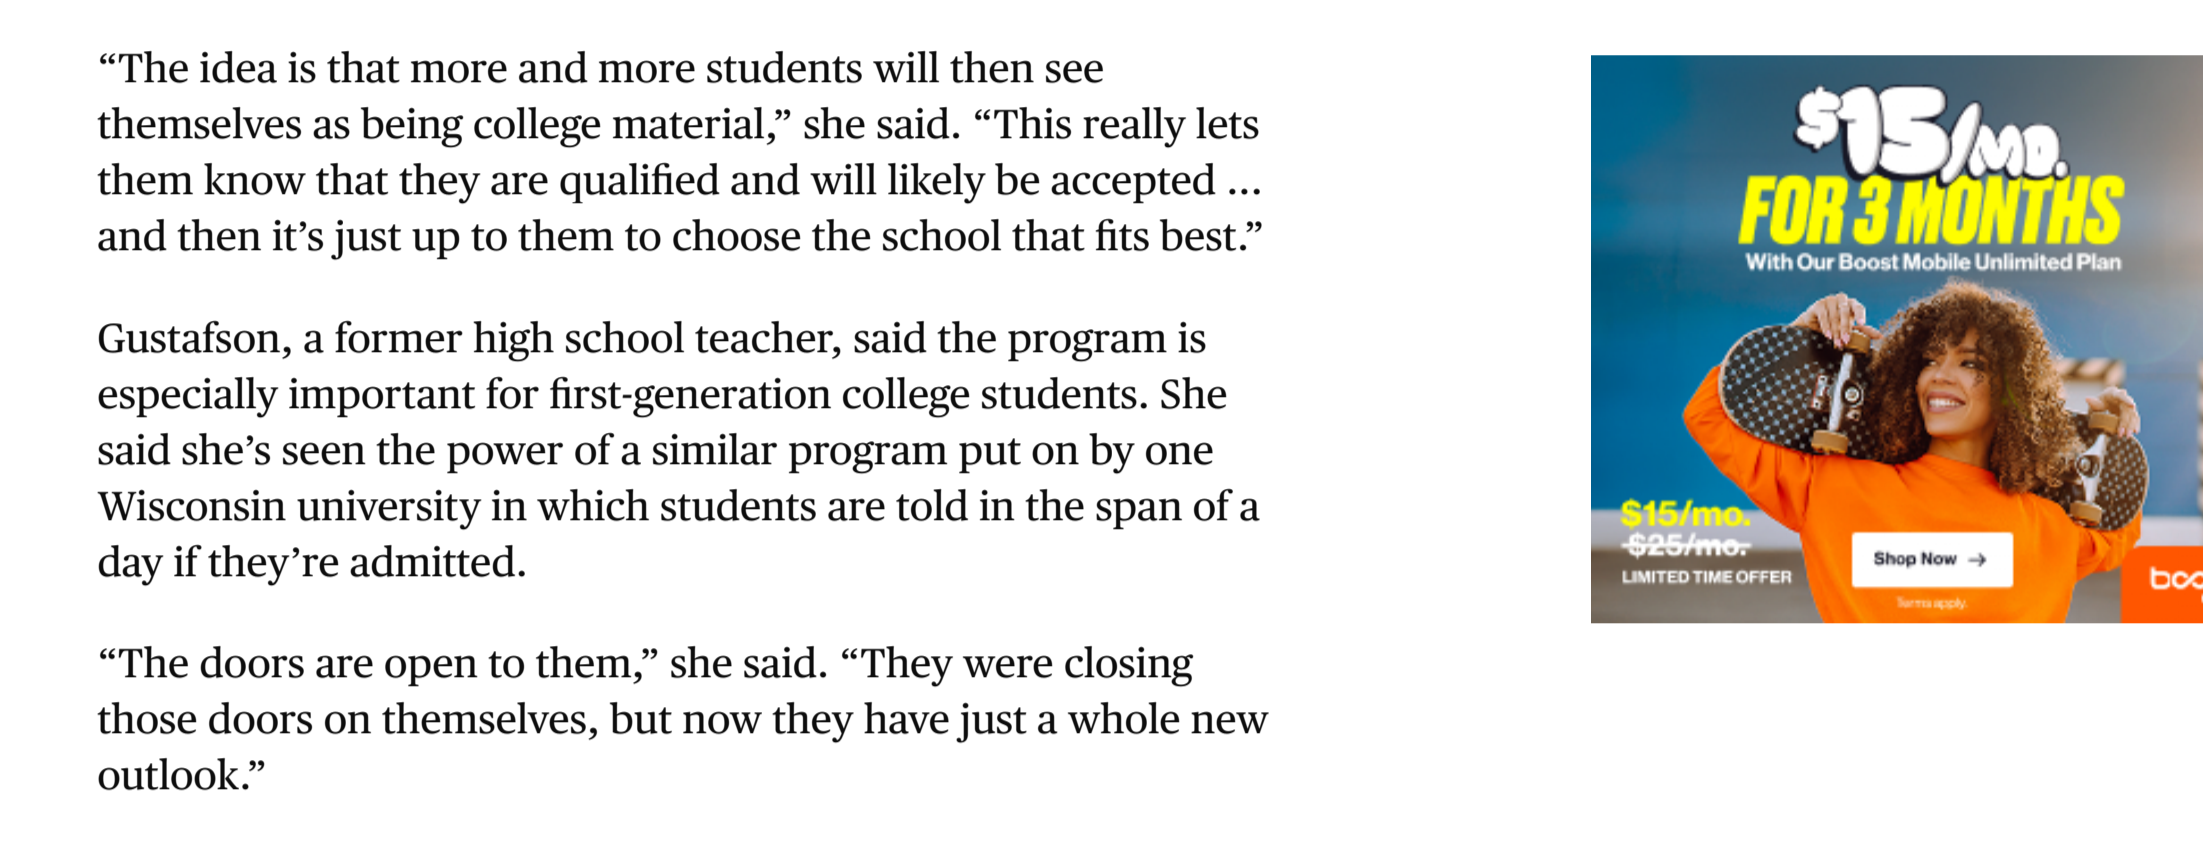 “The idea is that more and more students will then see
themselves as being college material,” she said. “This really lets
them know that they are qualified and will likely be accepted ...
and then it’s just up to them to choose the school that fits best.”
Gustafson, a former high school teacher, said the program is
especially important for first-generation college students. She
said she’s seen the power of a similar program put on by one
Wisconsin university in which students are told in the span of a
day if they’re admitted.
“The doors are open to them,” she said. “They were closing
those doors on themselves, but now they have just a whole new
outlook.”
$15/MO.
FOR 3 MONTHS
With Our Boost Mobile Unlimited Plan
$15/mo.
$25/mo.
LIMITED TIME OFFER
Shop Now →
Terms apply.